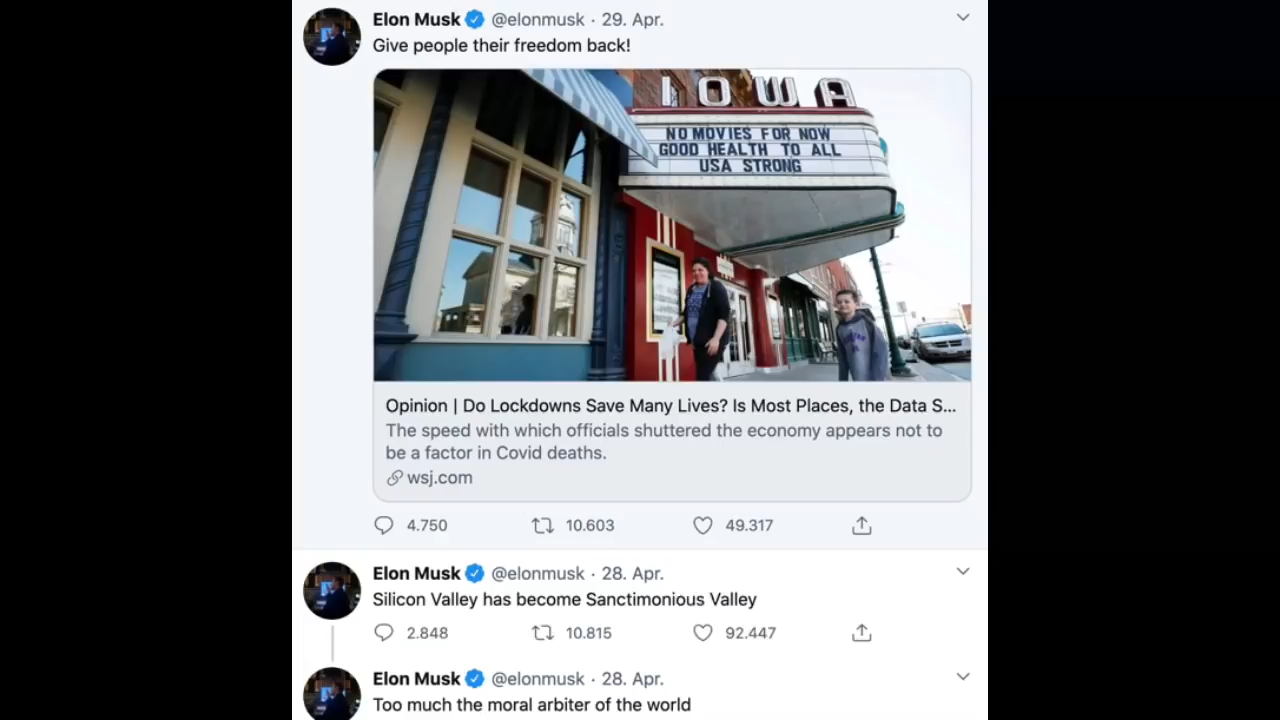 Elon Musk @elonmusk · 29. Apr.
Give people their freedom back!
IOWA
NO MOVIES FOR NOW
GOOD HEALTH TO ALL
USA STRONG
Opinion | Do Lockdowns Save Many Lives? Is Most Places, the Data S...
The speed with which officials shuttered the economy appears not to
be a factor in Covid deaths.
wsj.com
4.750 10.603 49.317
Elon Musk @elonmusk · 28. Apr.
Silicon Valley has become Sanctimonious Valley
2.848 10.815 92.447
Elon Musk @elonmusk · 28. Apr.
Too much the moral arbiter of the world